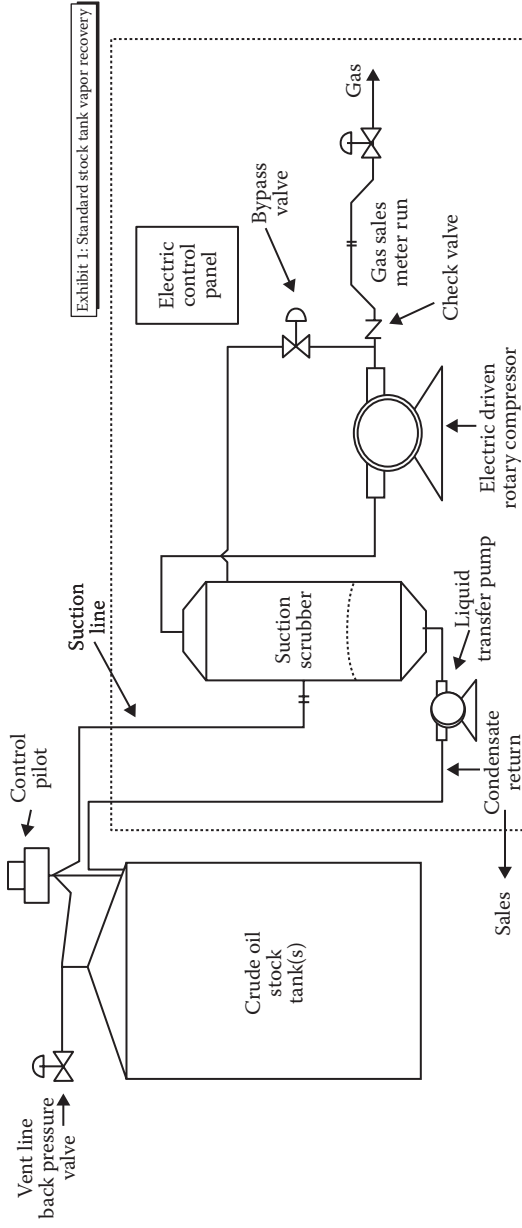 Exhibit 1: Standard stock tank vapor recovery
Control
pilot
Suction
line
Vent line
back pressure
valve
Crude oil
stock
tank(s)
Suction
scrubber
Electric
control
panel
Bypass
valve
Gas
Gas sales
meter run
Check valve
Electric driven
rotary compressor
Liquid
transfer pump
Condensate
return
Sales